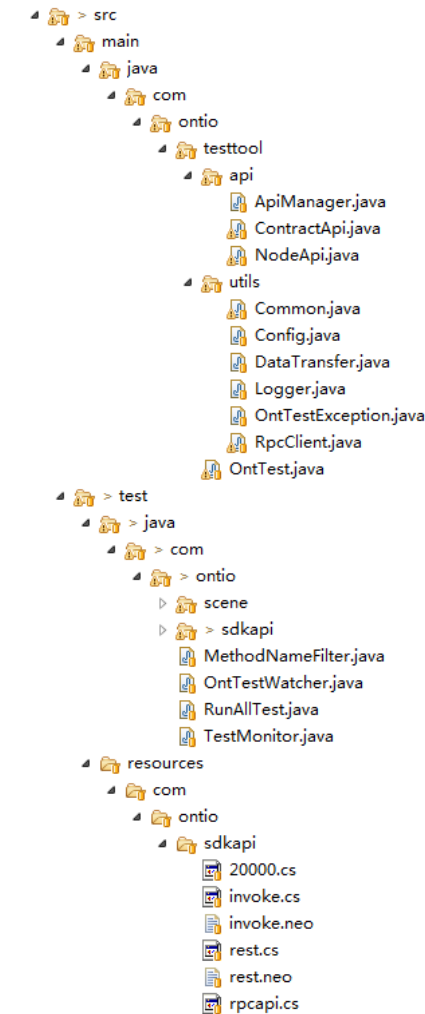 > src
main
java
com
ontio
testtool
api
ApiManager.java
ContractApi.java
NodeApi.java
utils
Common.java
Config.java
DataTransfer.java
Logger.java
OntTestException.java
RpcClient.java
OntTest.java
> test
> java
> com
> ontio
scene
> sdkapi
MethodNameFilter.java
OntTestWatcher.java
RunAllTest.java
TestMonitor.java
resources
com
ontio
sdkapi
20000.cs
invoke.cs
invoke.neo
rest.cs
rest.neo
rpcapi.cs